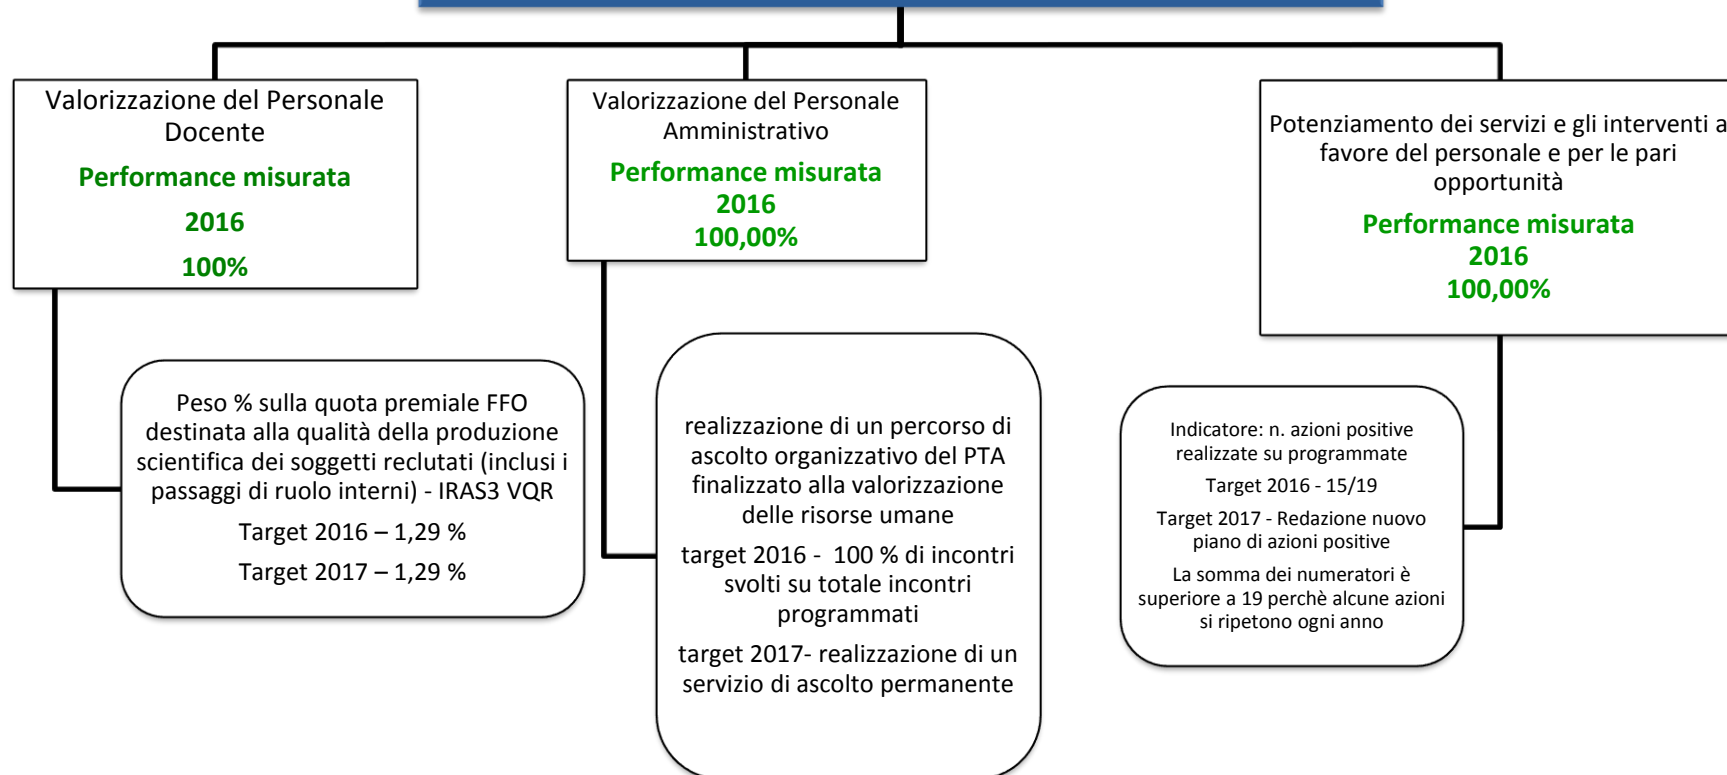 Valorizzazione del Personale
Docente
Performance misurata
2016
100%
Valorizzazione del Personale
Amministrativo
Performance misurata
2016
100,00%
Potenziamento dei servizi e gli interventi a
favore del personale e per le pari
opportunità
Performance misurata
2016
100,00%
Peso % sulla quota premiale FFO
destinata alla qualità della produzione
scientifica dei soggetti reclutati (inclusi i
passaggi di ruolo interni) - IRAS3 VQR
Target 2016 – 1,29 %
Target 2017 – 1,29 %
realizzazione di un percorso di
ascolto organizzativo del PTA
finalizzato alla valorizzazione
delle risorse umane
target 2016 - 100 % di incontri
svolti su totale incontri
programmati
target 2017- realizzazione di un
servizio di ascolto permanente
Indicatore: n. azioni positive
realizzate su programmate
Target 2016 - 15/19
Target 2017 - Redazione nuovo
piano di azioni positive
La somma dei numeratori è
superiore a 19 perchè alcune azioni
si ripetono ogni anno